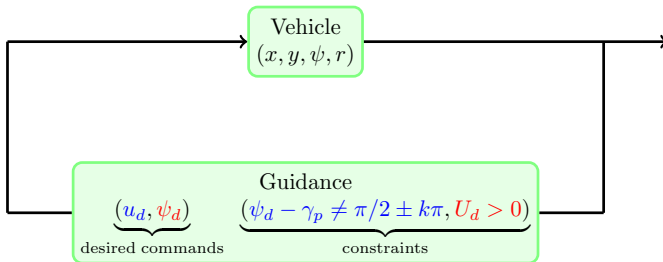 Vehicle
(x, y, ψ, r)
Guidance
(u_d, ψ_d) (ψ_d − γ_p ≠ π/2 ± kπ, U_d > 0)
desired commands constraints